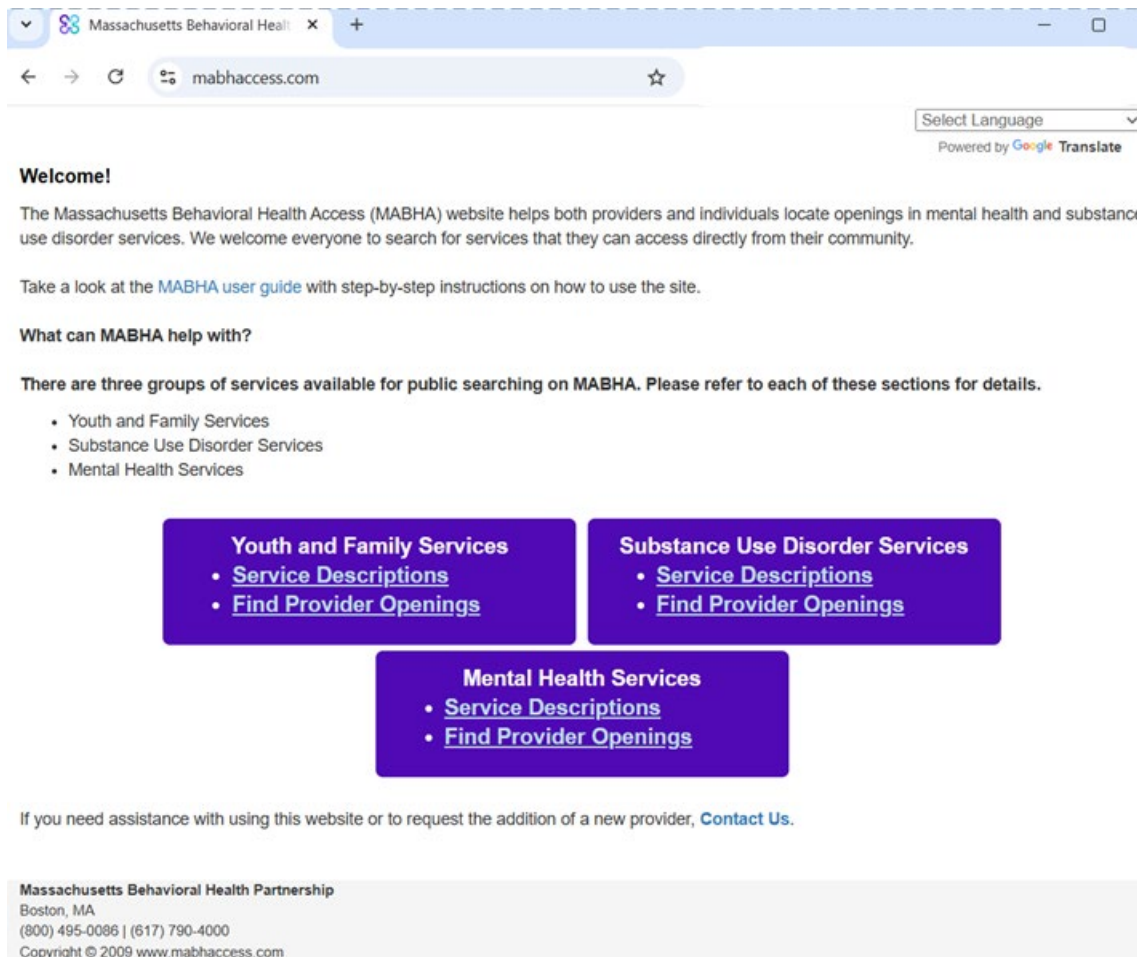 Massachusetts Behavioral Healt
mabhaccess.com
Select Language
Powered by Google Translate
Welcome!
The Massachusetts Behavioral Health Access (MABHA) website helps both providers and individuals locate openings in mental health and substance
use disorder services. We welcome everyone to search for services that they can access directly from their community.
Take a look at the MABHA user guide with step-by-step instructions on how to use the site.
What can MABHA help with?
There are three groups of services available for public searching on MABHA. Please refer to each of these sections for details.
• Youth and Family Services
• Substance Use Disorder Services
• Mental Health Services
Youth and Family Services
• Service Descriptions
• Find Provider Openings
Substance Use Disorder Services
• Service Descriptions
• Find Provider Openings
Mental Health Services
• Service Descriptions
• Find Provider Openings
If you need assistance with using this website or to request the addition of a new provider, Contact Us.
Massachusetts Behavioral Health Partnership
Boston, MA
(800) 495-0086 | (617) 790-4000
Copyright © 2009 www.mabhaccess.com